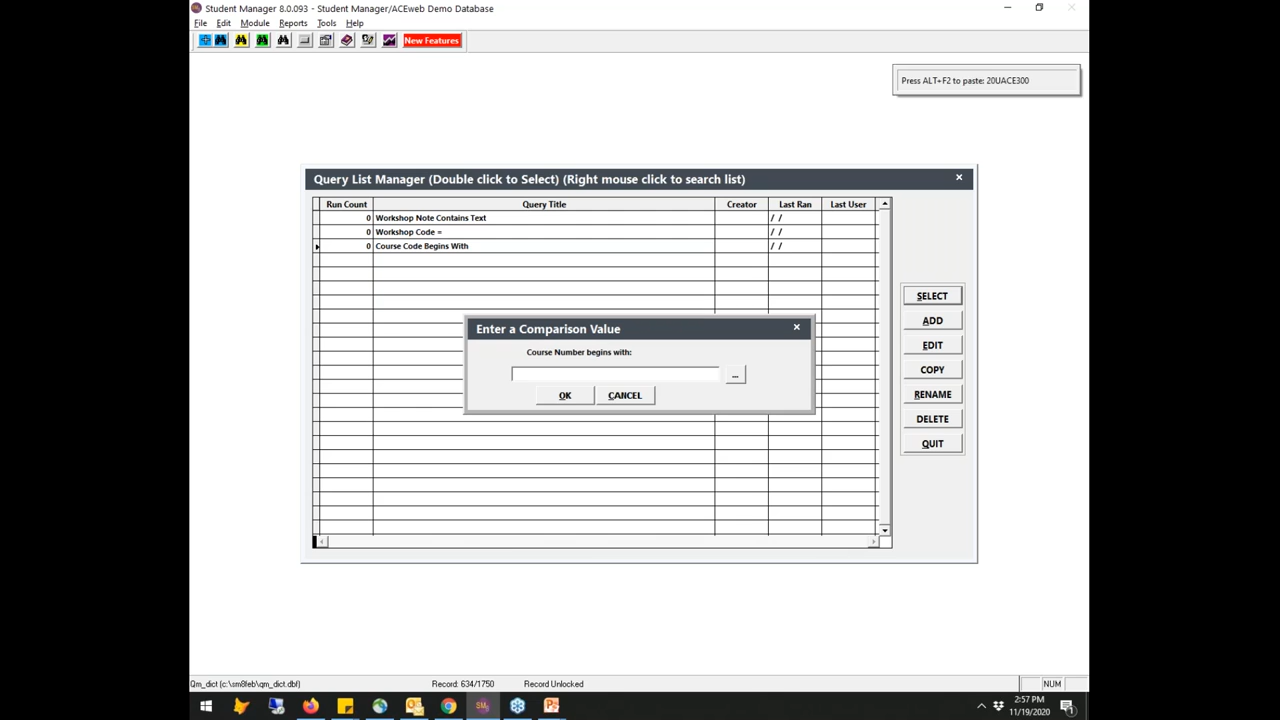 Student Manager 8.0.093 - Student Manager/ACEweb Demo Database
File Edit Module Reports Tools Help
New Features
Press ALT+F2 to paste: 20UACE300
Query List Manager (Double click to Select) (Right mouse click to search list)
Run Count Query Title Creator Last Ran Last User
0 Workshop Note Contains Text / /
0 Workshop Code = / /
0 Course Code Begins With / /
SELECT
ADD
EDIT
COPY
RENAME
DELETE
QUIT
Enter a Comparison Value
Course Number begins with:
...
OK CANCEL
Qm_dict (c:\sm8feb\qm_dict.dbf) Record: 634/1750 Record Unlocked NUM
2:57 PM
11/19/2020